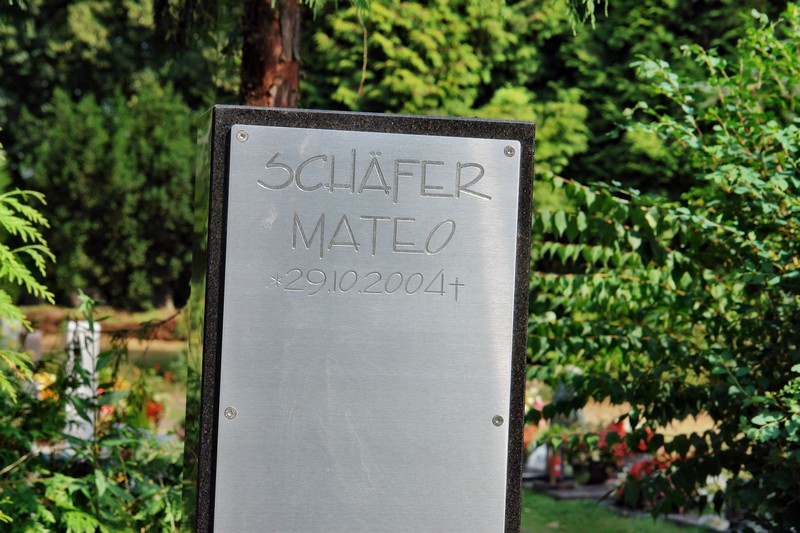 SCHÄFER
MATEO
*29.10.2004†